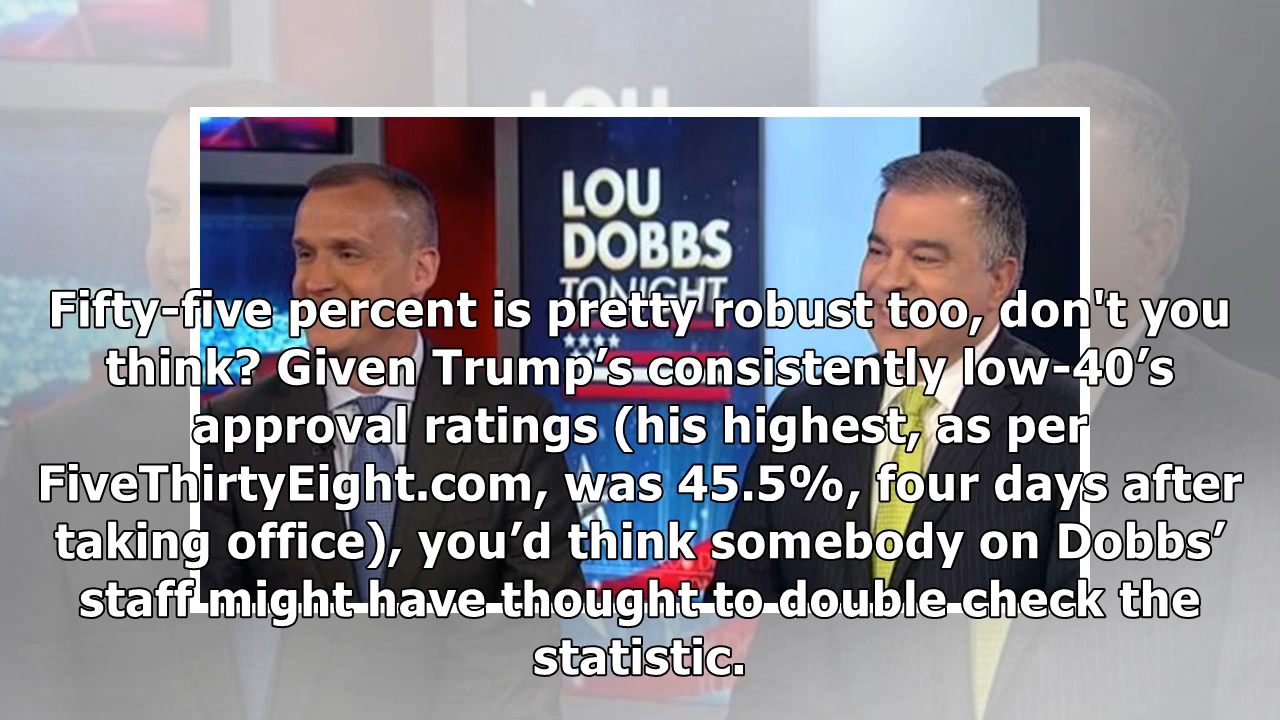 LOU
LOU
DOBBS
TONIGHT
Fifty-five percent is pretty robust too, don't you
think? Given Trump’s consistently low-40’s
approval ratings (his highest, as per
FiveThirtyEight.com, was 45.5%, four days after
taking office), you’d think somebody on Dobbs’
staff might have thought to double check the
statistic.